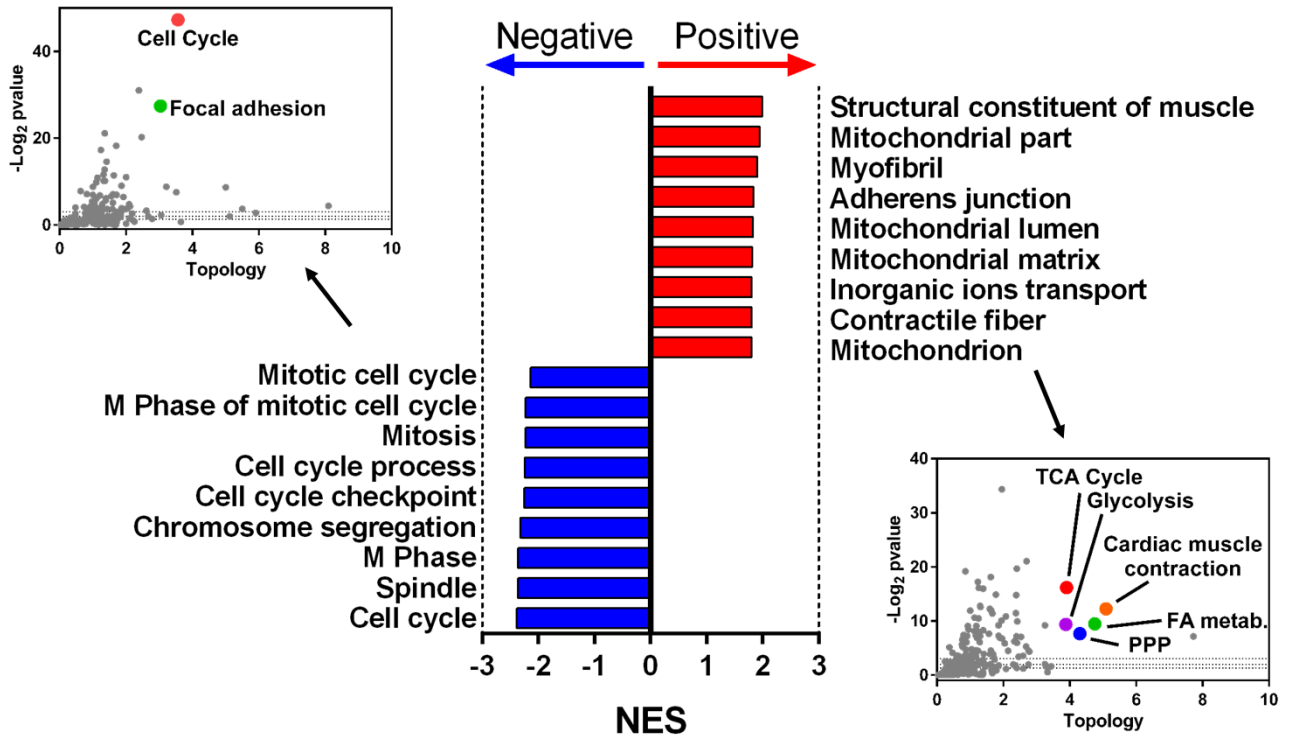 Negative
Positive
40
20
0
-Log2 pvalue
Cell Cycle
Focal adhesion
0 2 4 6 8 10
Topology
Structural constituent of muscle
Mitochondrial part
Myofibril
Adherens junction
Mitochondrial lumen
Mitochondrial matrix
Inorganic ions transport
Contractile fiber
Mitochondrion
Mitotic cell cycle
M Phase of mitotic cell cycle
Mitosis
Cell cycle process
Cell cycle checkpoint
Chromosome segregation
M Phase
Spindle
Cell cycle
-3 -2 -1 0 1 2 3
NES
40
30
20
10
0
-Log2 pvalue
TCA Cycle
Glycolysis
Cardiac muscle
contraction
FA metab.
PPP
0 2 4 6 8 10
Topology